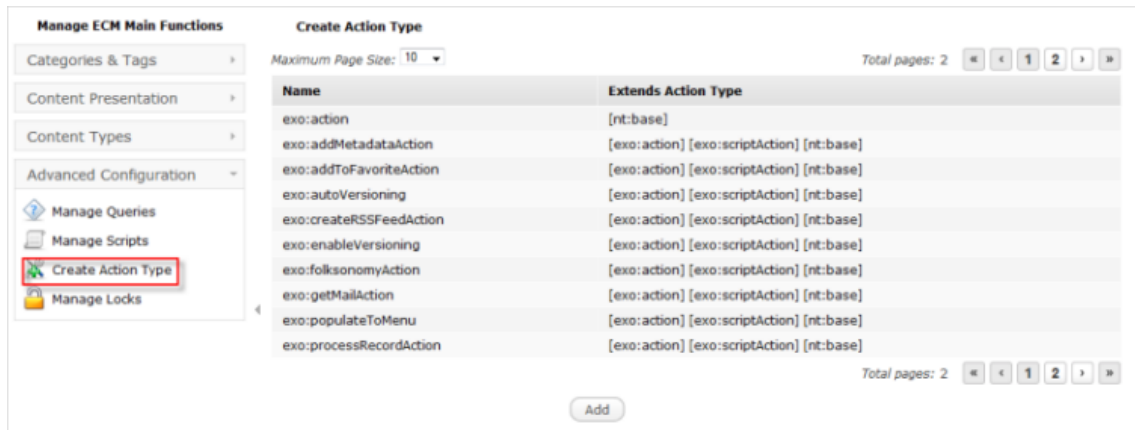 Manage ECM Main Functions
Categories & Tags
Content Presentation
Content Types
Advanced Configuration
Manage Queries
Manage Scripts
Create Action Type
Manage Locks
Create Action Type
Maximum Page Size: 10
Total pages: 2 « ‹ 1 2 › »
Name Extends Action Type
exo:action [nt:base]
exo:addMetadataAction [exo:action] [exo:scriptAction] [nt:base]
exo:addToFavoriteAction [exo:action] [exo:scriptAction] [nt:base]
exo:autoVersioning [exo:action] [exo:scriptAction] [nt:base]
exo:createRSSFeedAction [exo:action] [exo:scriptAction] [nt:base]
exo:enableVersioning [exo:action] [exo:scriptAction] [nt:base]
exo:folksonomyAction [exo:action] [exo:scriptAction] [nt:base]
exo:getMailAction [exo:action] [exo:scriptAction] [nt:base]
exo:populateToMenu [exo:action] [exo:scriptAction] [nt:base]
exo:processRecordAction [exo:action] [exo:scriptAction] [nt:base]
Total pages: 2 « ‹ 1 2 › »
Add